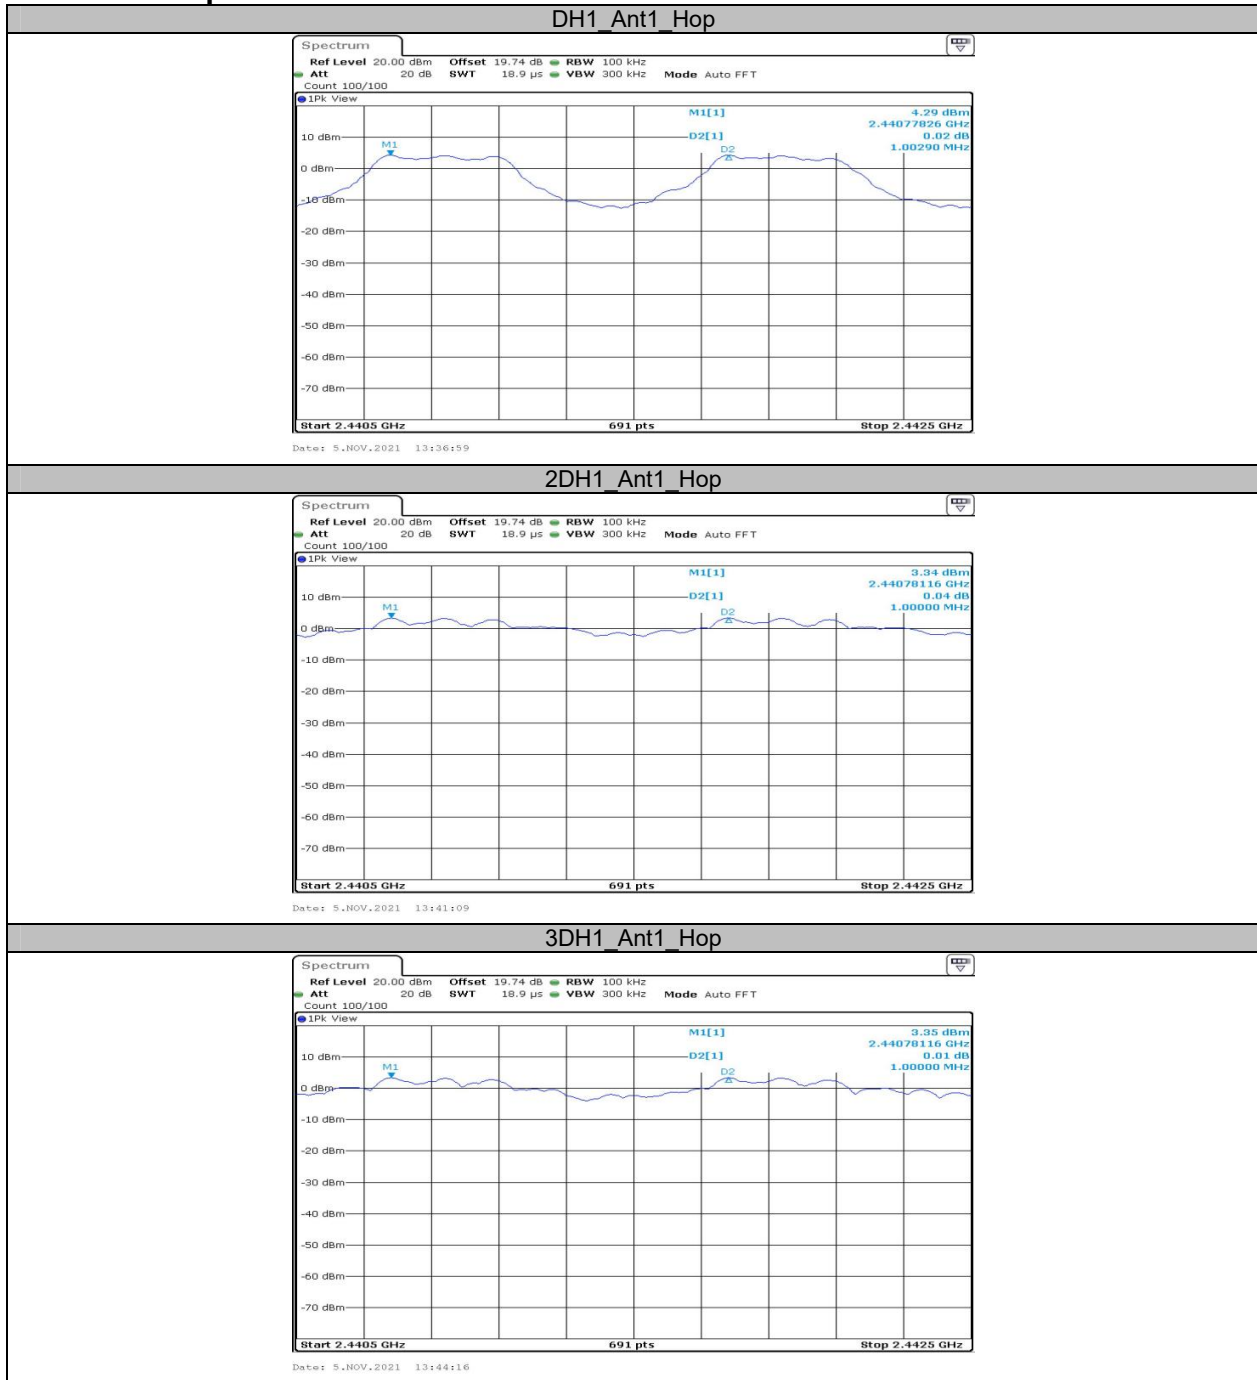 DH1_Ant1_Hop
Spectrum
Ref Level 20.00 dBm Offset 19.74 dB RBW 100 kHz
Att 20 dB SWT 18.9 µs VBW 300 kHz Mode Auto FFT
Count 100/100
1Pk View
M1[1] 4.29 dBm
2.44077826 GHz
10 dBm D2[1] 0.02 dB
M1 D2 1.00290 MHz
0 dBm
-10 dBm
-20 dBm
-30 dBm
-40 dBm
-50 dBm
-60 dBm
-70 dBm
Start 2.4405 GHz 691 pts Stop 2.4425 GHz
Date: 5.NOV.2021 13:36:59
2DH1_Ant1_Hop
Spectrum
Ref Level 20.00 dBm Offset 19.74 dB RBW 100 kHz
Att 20 dB SWT 18.9 µs VBW 300 kHz Mode Auto FFT
Count 100/100
1Pk View
M1[1] 3.34 dBm
2.44078116 GHz
10 dBm D2[1] 0.04 dB
M1 D2 1.00000 MHz
0 dBm
-10 dBm
-20 dBm
-30 dBm
-40 dBm
-50 dBm
-60 dBm
-70 dBm
Start 2.4405 GHz 691 pts Stop 2.4425 GHz
Date: 5.NOV.2021 13:41:09
3DH1_Ant1_Hop
Spectrum
Ref Level 20.00 dBm Offset 19.74 dB RBW 100 kHz
Att 20 dB SWT 18.9 µs VBW 300 kHz Mode Auto FFT
Count 100/100
1Pk View
M1[1] 3.35 dBm
2.44078116 GHz
10 dBm D2[1] 0.01 dB
M1 D2 1.00000 MHz
0 dBm
-10 dBm
-20 dBm
-30 dBm
-40 dBm
-50 dBm
-60 dBm
-70 dBm
Start 2.4405 GHz 691 pts Stop 2.4425 GHz
Date: 5.NOV.2021 13:44:16